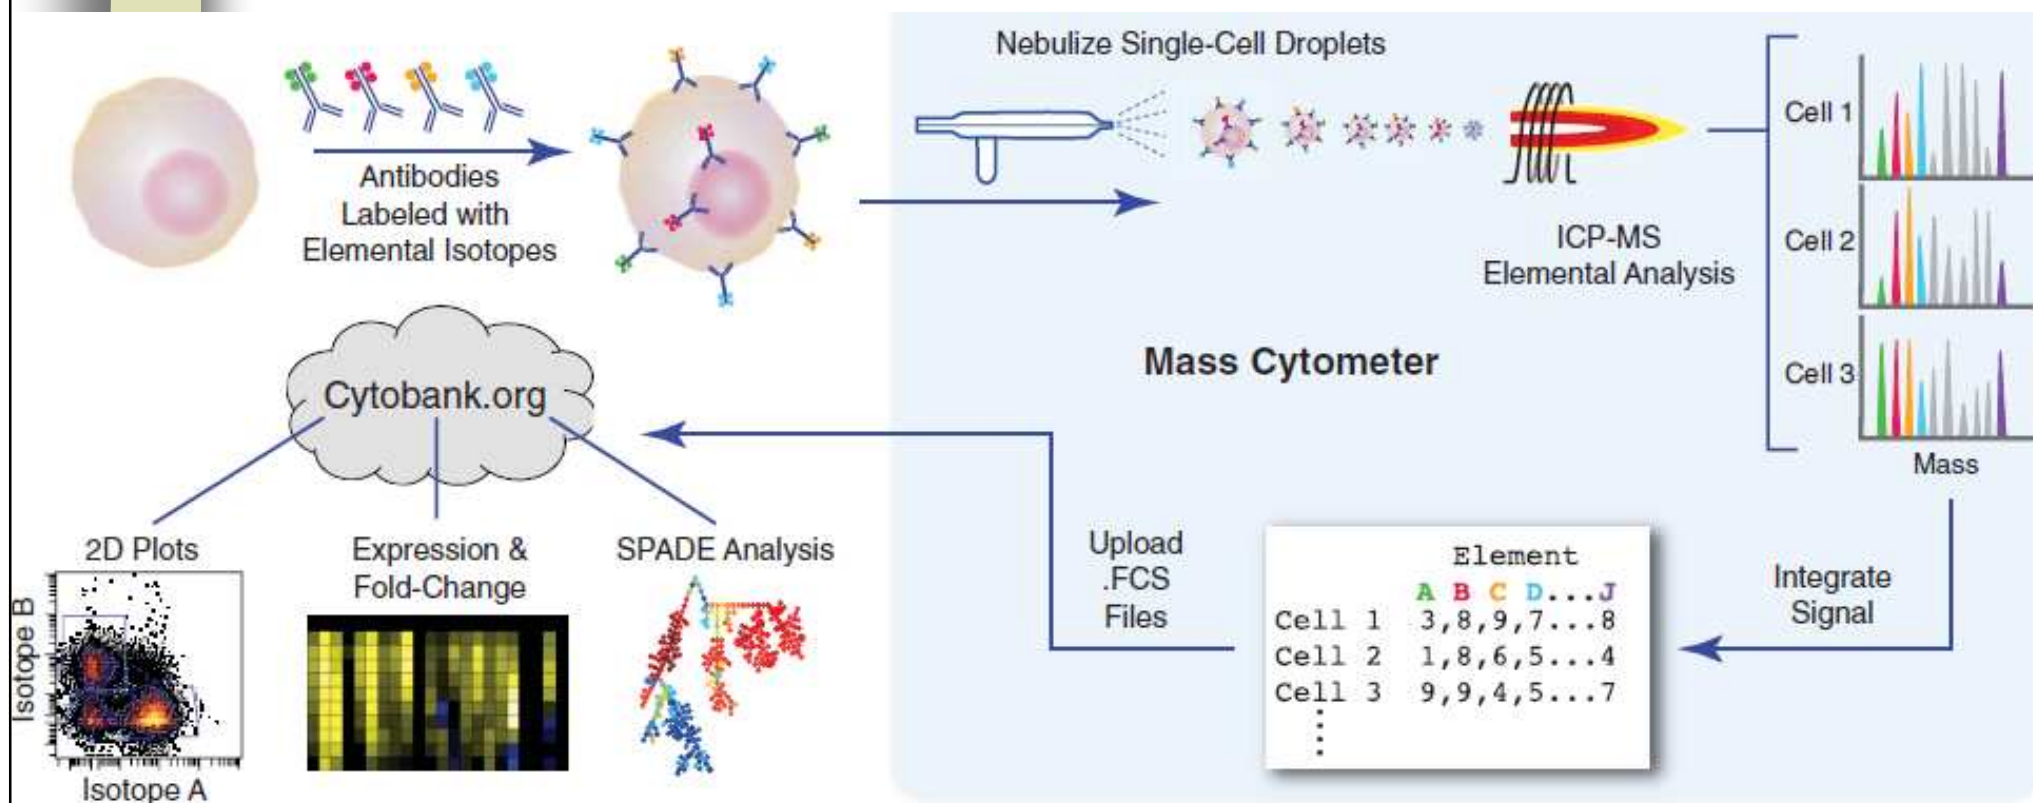 Nebulize Single-Cell Droplets
Antibodies
Labeled with
Elemental Isotopes
ICP-MS
Elemental Analysis
Cell 1
Cell 2
Cell 3
Mass
Mass Cytometer
Integrate
Signal
Element
A B C D...J
Cell 1 3,8,9,7...8
Cell 2 1,8,6,5...4
Cell 3 9,9,4,5...7
Upload
.FCS
Files
Cytobank.org
2D Plots
Isotope B
Isotope A
Expression &
Fold-Change
SPADE Analysis